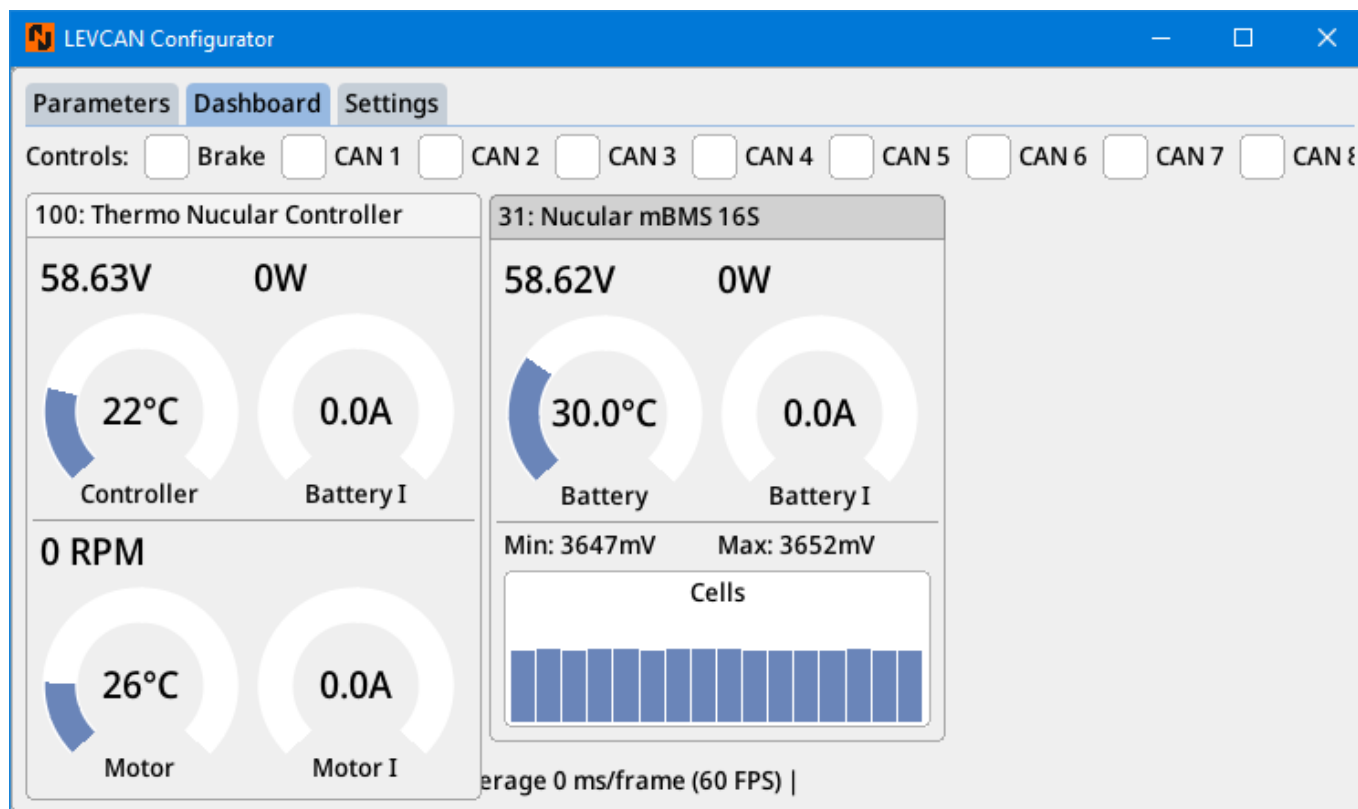 LEVCAN Configurator
Parameters Dashboard Settings
Controls: Brake CAN 1 CAN 2 CAN 3 CAN 4 CAN 5 CAN 6 CAN 7 CAN
100: Thermo Nucular Controller
58.63V 0W
22°C 0.0A
Controller Battery I
0 RPM
26°C 0.0A
Motor Motor I
31: Nucular mBMS 16S
58.62V 0W
30.0°C 0.0A
Battery Battery I
Min: 3647mV Max: 3652mV
Cells
erage 0 ms/frame (60 FPS) |